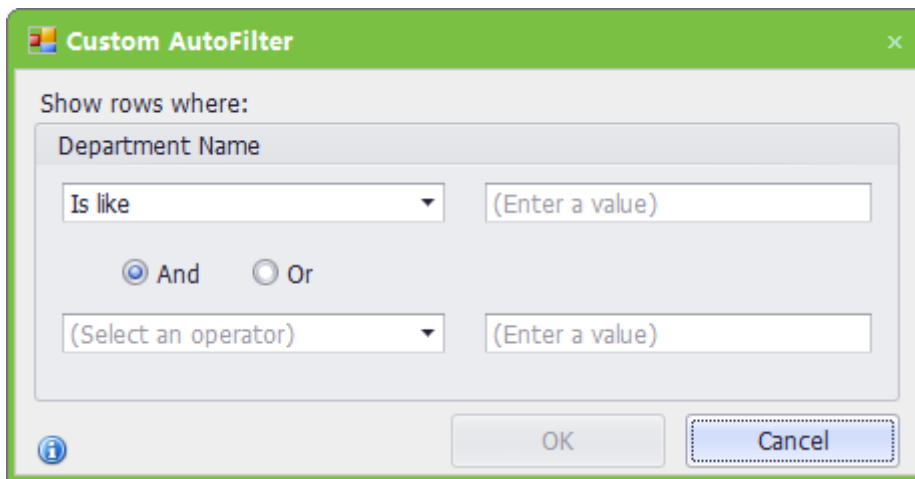 Custom AutoFilter
Show rows where:
Department Name
Is like (Enter a value)
And Or
(Select an operator) (Enter a value)
OK Cancel